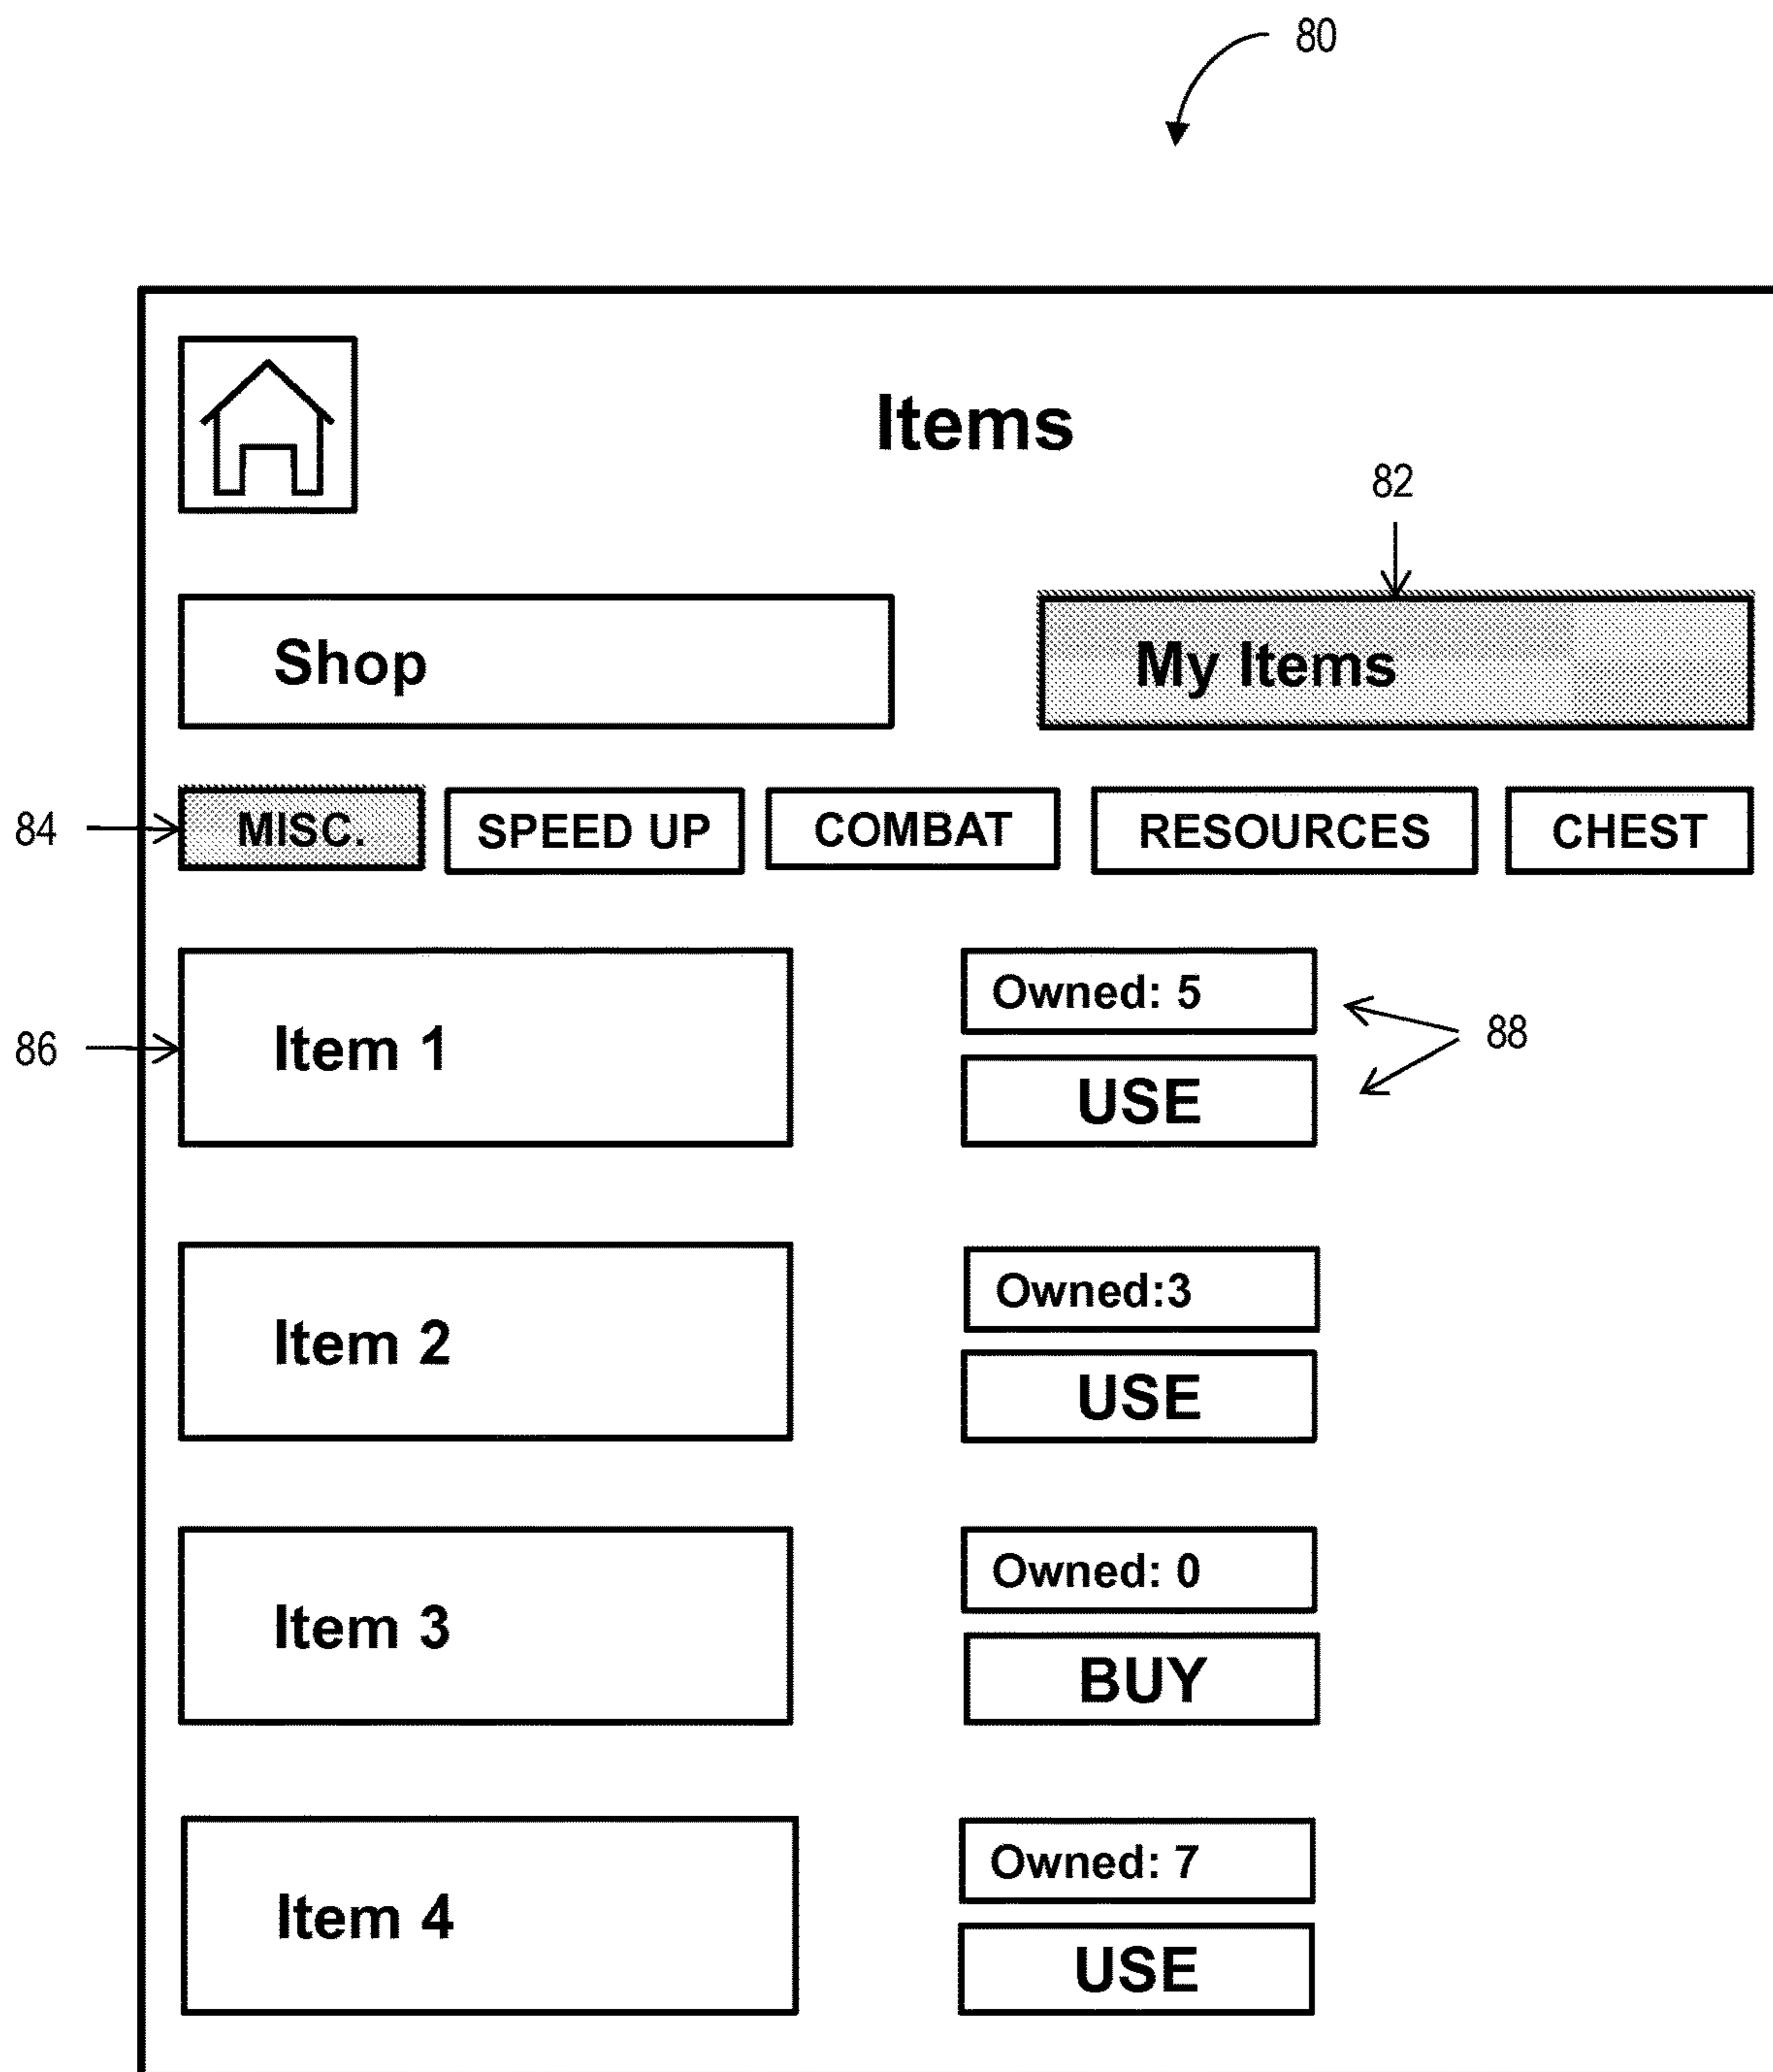 80
Items
82
Shop
My Items
84
MISC.
SPEED UP
COMBAT
RESOURCES
CHEST
86
Item 1
Owned: 5
USE
88
Item 2
Owned:3
USE
Item 3
Owned: 0
BUY
Item 4
Owned: 7
USE